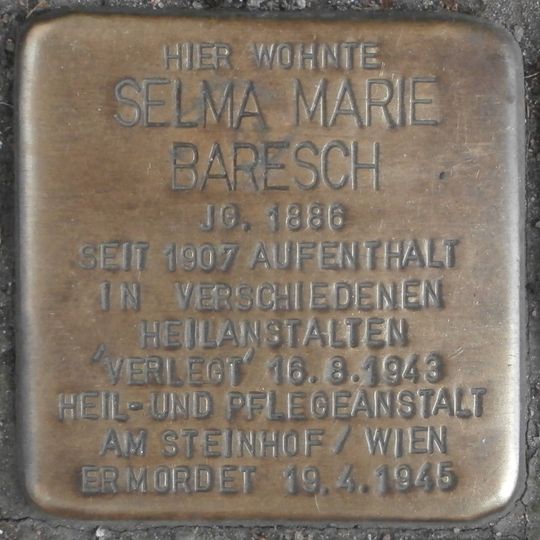 HIER WOHNTE
SELMA MARIE
BARESCH
JG. 1886
SEIT 1907 AUFENTHALT
IN VERSCHIEDENEN
HEILANSTALTEN
'VERLEGT' 16.8.1943
HEIL-UND PFLEGEANSTALT
AM STEINHOF / WIEN
ERMORDET 19.4.1945